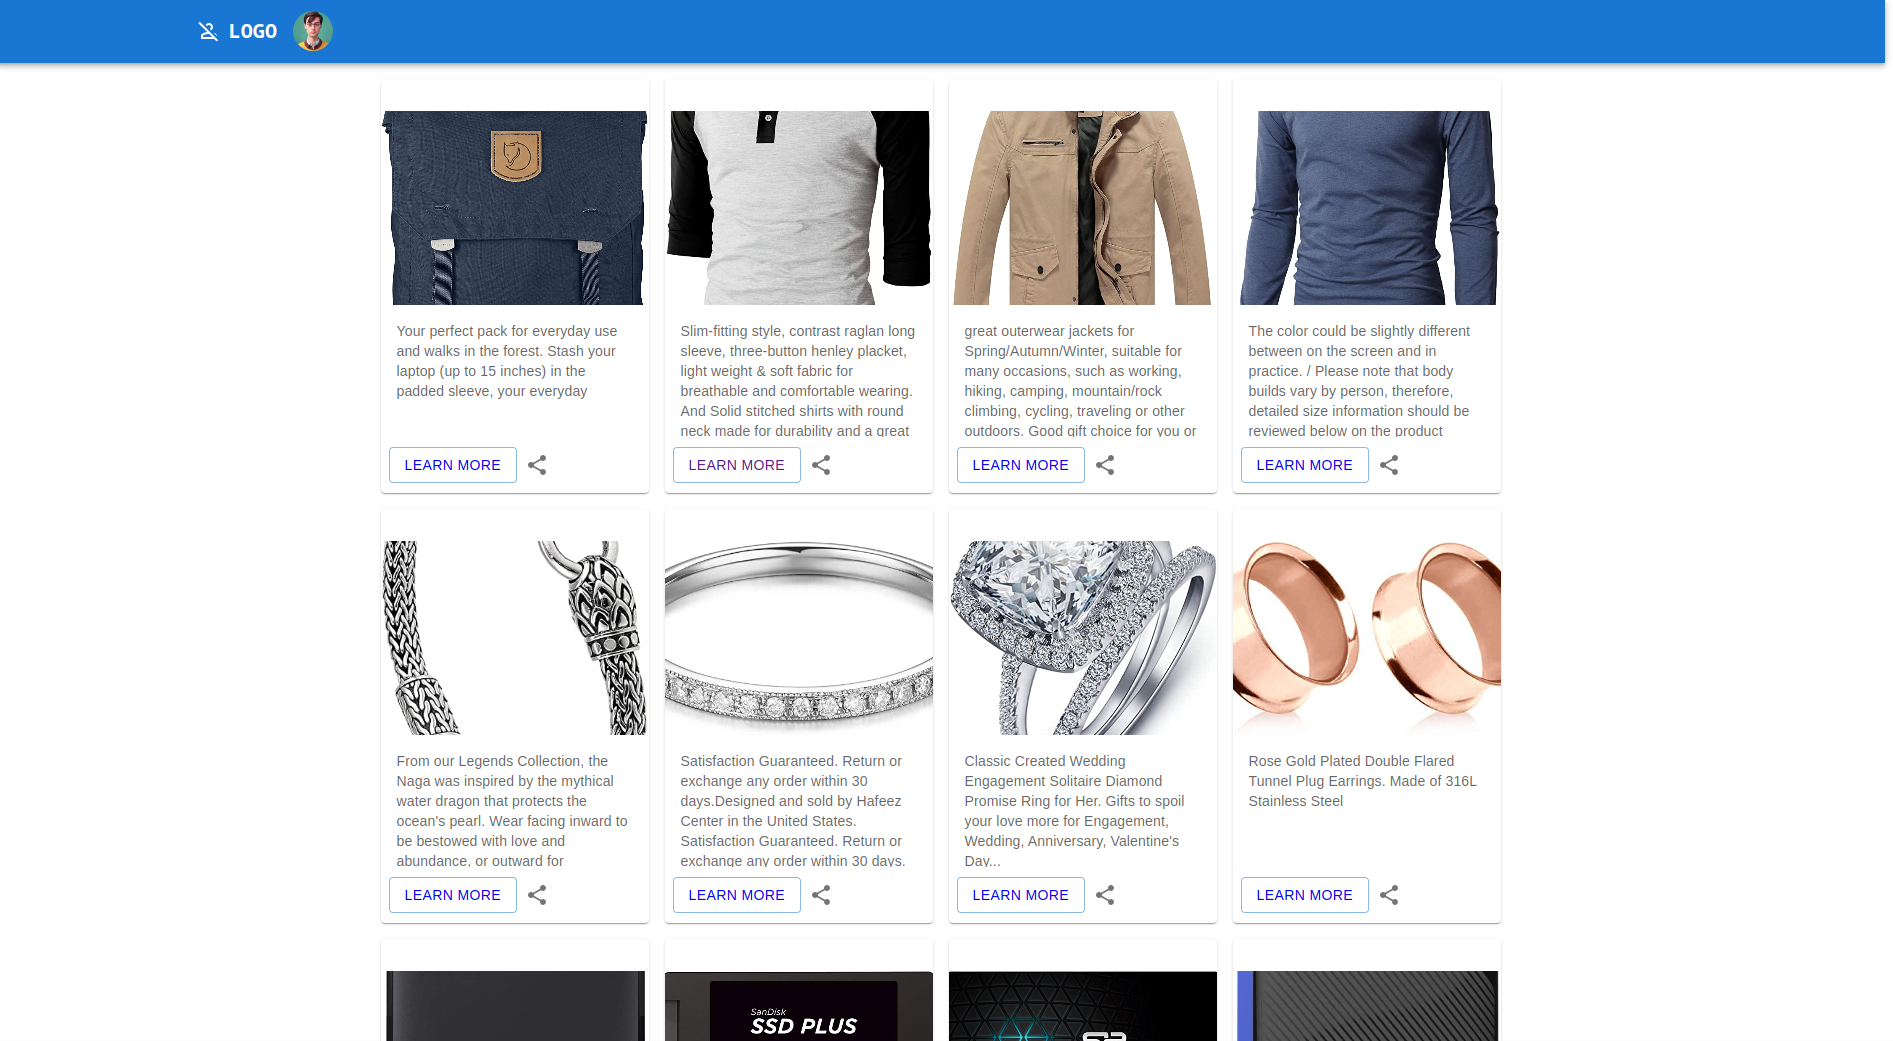 LOGO
Your perfect pack for everyday use
and walks in the forest. Stash your
laptop (up to 15 inches) in the
padded sleeve, your everyday
LEARN MORE
Slim-fitting style, contrast raglan long
sleeve, three-button henley placket,
light weight & soft fabric for
breathable and comfortable wearing.
And Solid stitched shirts with round
neck made for durability and a great
LEARN MORE
great outerwear jackets for
Spring/Autumn/Winter, suitable for
many occasions, such as working,
hiking, camping, mountain/rock
climbing, cycling, traveling or other
outdoors. Good gift choice for you or
LEARN MORE
The color could be slightly different
between on the screen and in
practice. / Please note that body
builds vary by person, therefore,
detailed size information should be
reviewed below on the product
LEARN MORE
From our Legends Collection, the
Naga was inspired by the mythical
water dragon that protects the
ocean's pearl. Wear facing inward to
be bestowed with love and
abundance, or outward for
LEARN MORE
Satisfaction Guaranteed. Return or
exchange any order within 30
days.Designed and sold by Hafeez
Center in the United States.
Satisfaction Guaranteed. Return or
exchange any order within 30 days.
LEARN MORE
Classic Created Wedding
Engagement Solitaire Diamond
Promise Ring for Her. Gifts to spoil
your love more for Engagement,
Wedding, Anniversary, Valentine's
Day...
LEARN MORE
Rose Gold Plated Double Flared
Tunnel Plug Earrings. Made of 316L
Stainless Steel
LEARN MORE
SanDisk
SSD PLUS